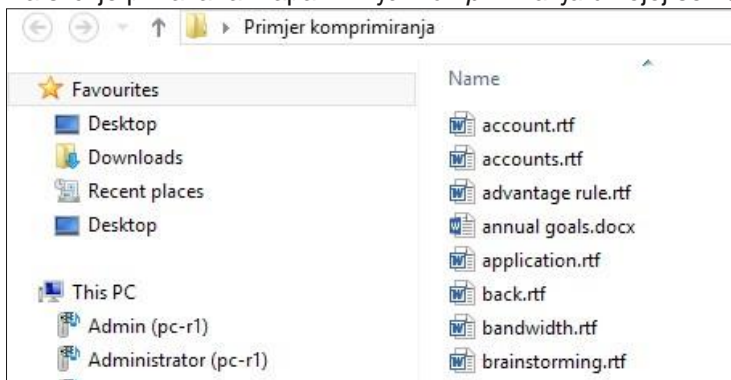 Primjer komprimiranja
Favourites
Desktop
Downloads
Recent places
Desktop
This PC
Admin (pc-r1)
Administrator (pc-r1)
Name
account.rtf
accounts.rtf
advantage rule.rtf
annual goals.docx
application.rtf
back.rtf
bandwidth.rtf
brainstorming.rtf